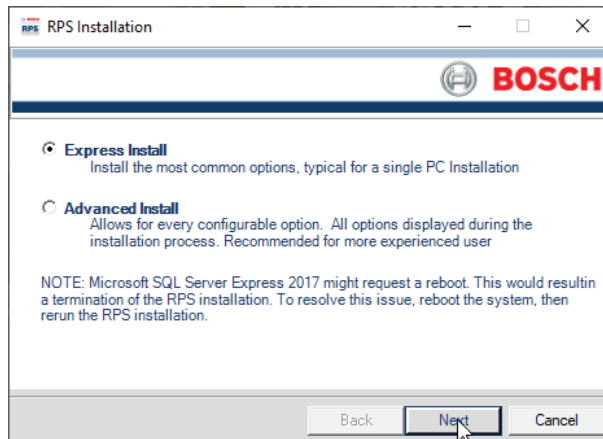 RPS Installation
BOSCH
Express Install
Install the most common options, typical for a single PC Installation
Advanced Install
Allows for every configurable option. All options displayed during the
installation process. Recommended for more experienced user
NOTE: Microsoft SQL Server Express 2017 might request a reboot. This would resultin
a termination of the RPS installation. To resolve this issue, reboot the system, then
rerun the RPS installation.
Back Next Cancel